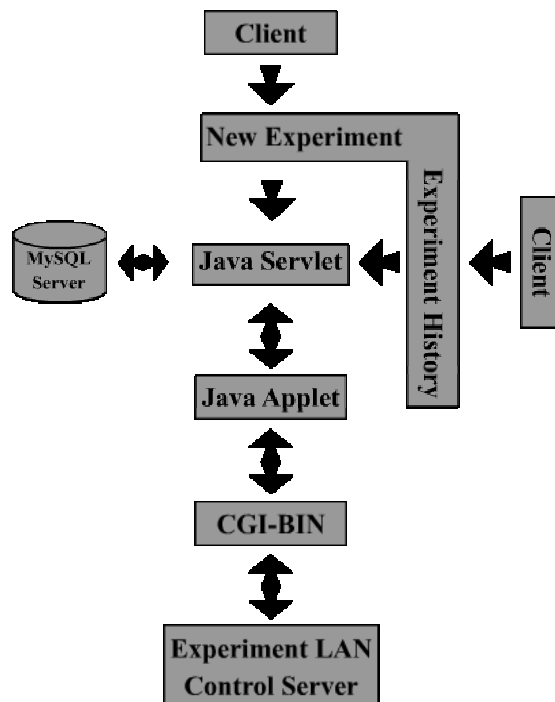 Client
New Experiment
Experiment History
Client
MySQL
Server
Java Servlet
Java Applet
CGI-BIN
Experiment LAN
Control Server